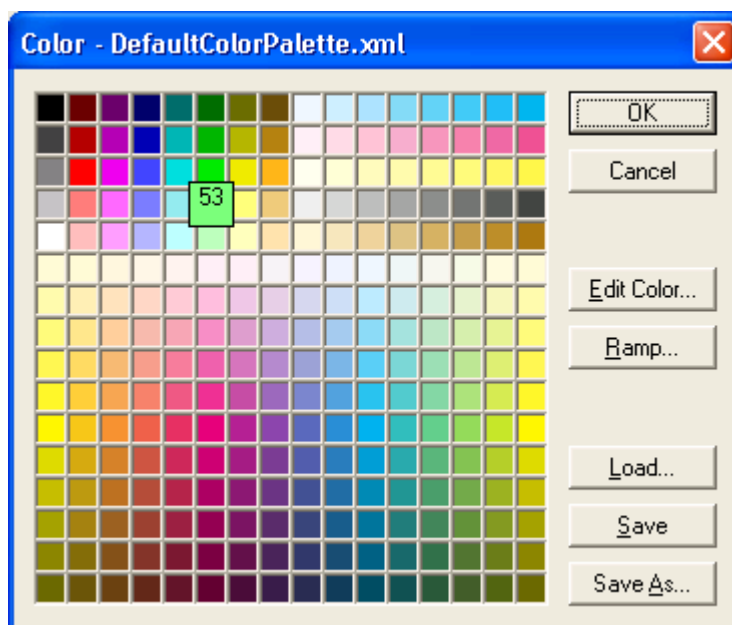 Color - DefaultColorPalette.xml
OK
Cancel
53
Edit Color...
Ramp...
Load...
Save
Save As...